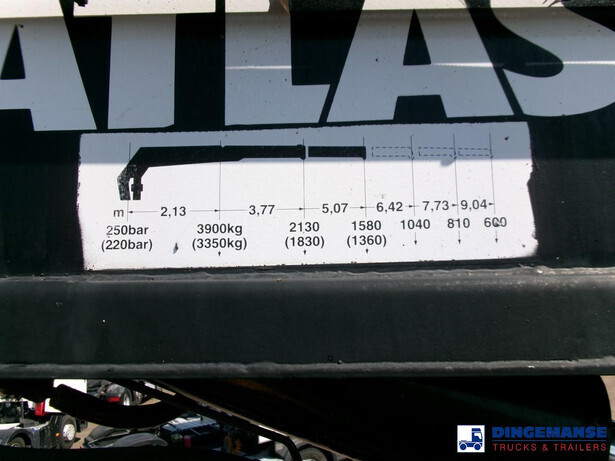 ATLAS
m 2,13 3,77 5,07 6,42 7,73 9,04
250bar 3900kg 2130 1580 1040 810 600
(220bar) (3350kg) (1830) (1360)
DINGEMANSE
TRUCKS & TRAILERS